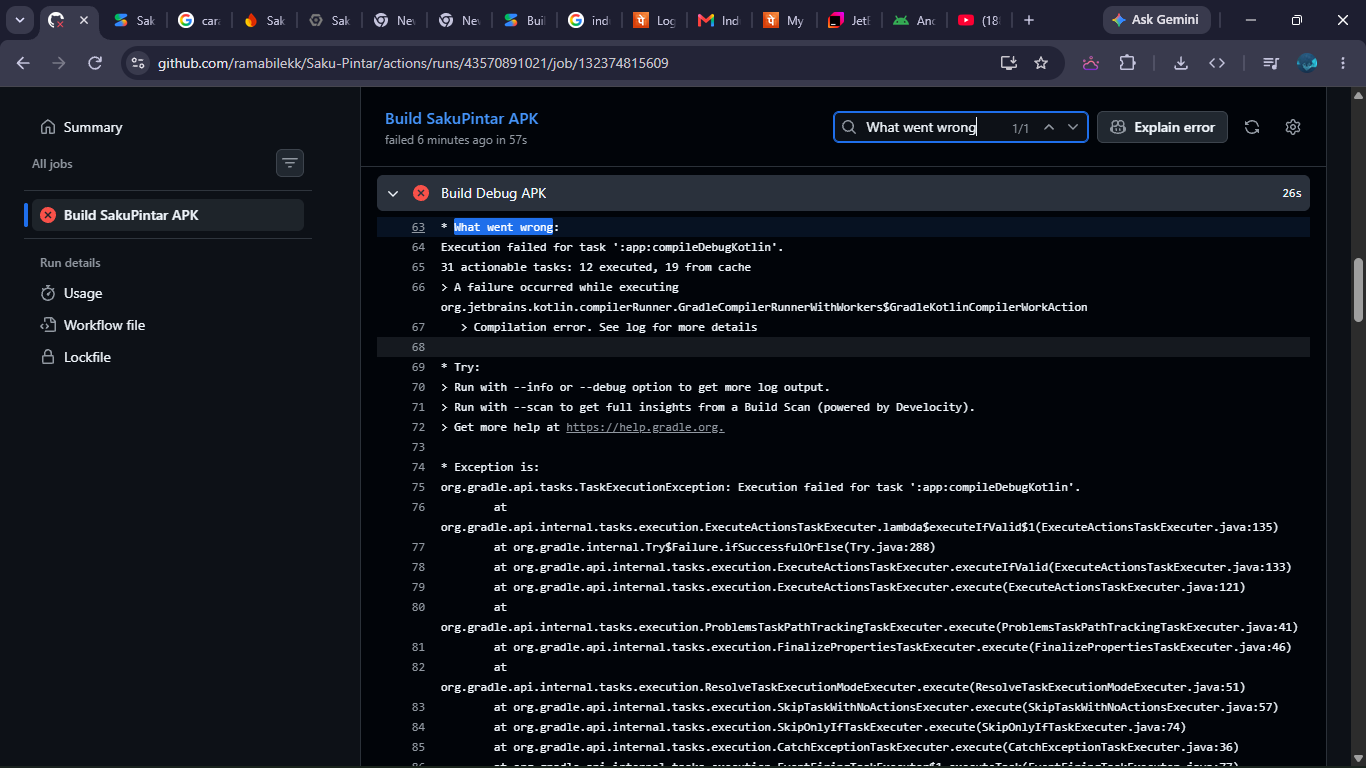 Sak
cara
Sak
Sak
Nev
Nev
Buil
ind
Log
Ind
My
JetB
And
(18
Ask Gemini
github.com/ramabilekk/Saku-Pintar/actions/runs/43570891021/job/132374815609
Summary
All jobs
Build SakuPintar APK
Run details
Usage
Workflow file
Lockfile
Build SakuPintar APK
failed 6 minutes ago in 57s
What went wrong 1/1
Explain error
Build Debug APK 26s
63 * What went wrong:
64 Execution failed for task ':app:compileDebugKotlin'.
65 31 actionable tasks: 12 executed, 19 from cache
66 > A failure occurred while executing
org.jetbrains.kotlin.compilerRunner.GradleCompilerRunnerWithWorkers$GradleKotlinCompilerWorkAction
67 > Compilation error. See log for more details
68
69 * Try:
70 > Run with --info or --debug option to get more log output.
71 > Run with --scan to get full insights from a Build Scan (powered by Develocity).
72 > Get more help at https://help.gradle.org.
73
74 * Exception is:
75 org.gradle.api.tasks.TaskExecutionException: Execution failed for task ':app:compileDebugKotlin'.
76 at
org.gradle.api.internal.tasks.execution.ExecuteActionsTaskExecuter.lambda$executeIfValid$1(ExecuteActionsTaskExecuter.java:135)
77 at org.gradle.internal.Try$Failure.ifSuccessfulOrElse(Try.java:288)
78 at org.gradle.api.internal.tasks.execution.ExecuteActionsTaskExecuter.executeIfValid(ExecuteActionsTaskExecuter.java:133)
79 at org.gradle.api.internal.tasks.execution.ExecuteActionsTaskExecuter.execute(ExecuteActionsTaskExecuter.java:121)
80 at
org.gradle.api.internal.tasks.execution.ProblemsTaskPathTrackingTaskExecuter.execute(ProblemsTaskPathTrackingTaskExecuter.java:41)
81 at org.gradle.api.internal.tasks.execution.FinalizePropertiesTaskExecuter.execute(FinalizePropertiesTaskExecuter.java:46)
82 at
org.gradle.api.internal.tasks.execution.ResolveTaskExecutionModeExecuter.execute(ResolveTaskExecutionModeExecuter.java:51)
83 at org.gradle.api.internal.tasks.execution.SkipTaskWithNoActionsExecuter.execute(SkipTaskWithNoActionsExecuter.java:57)
84 at org.gradle.api.internal.tasks.execution.SkipOnlyIfTaskExecuter.execute(SkipOnlyIfTaskExecuter.java:74)
85 at org.gradle.api.internal.tasks.execution.CatchExceptionTaskExecuter.execute(CatchExceptionTaskExecuter.java:36)